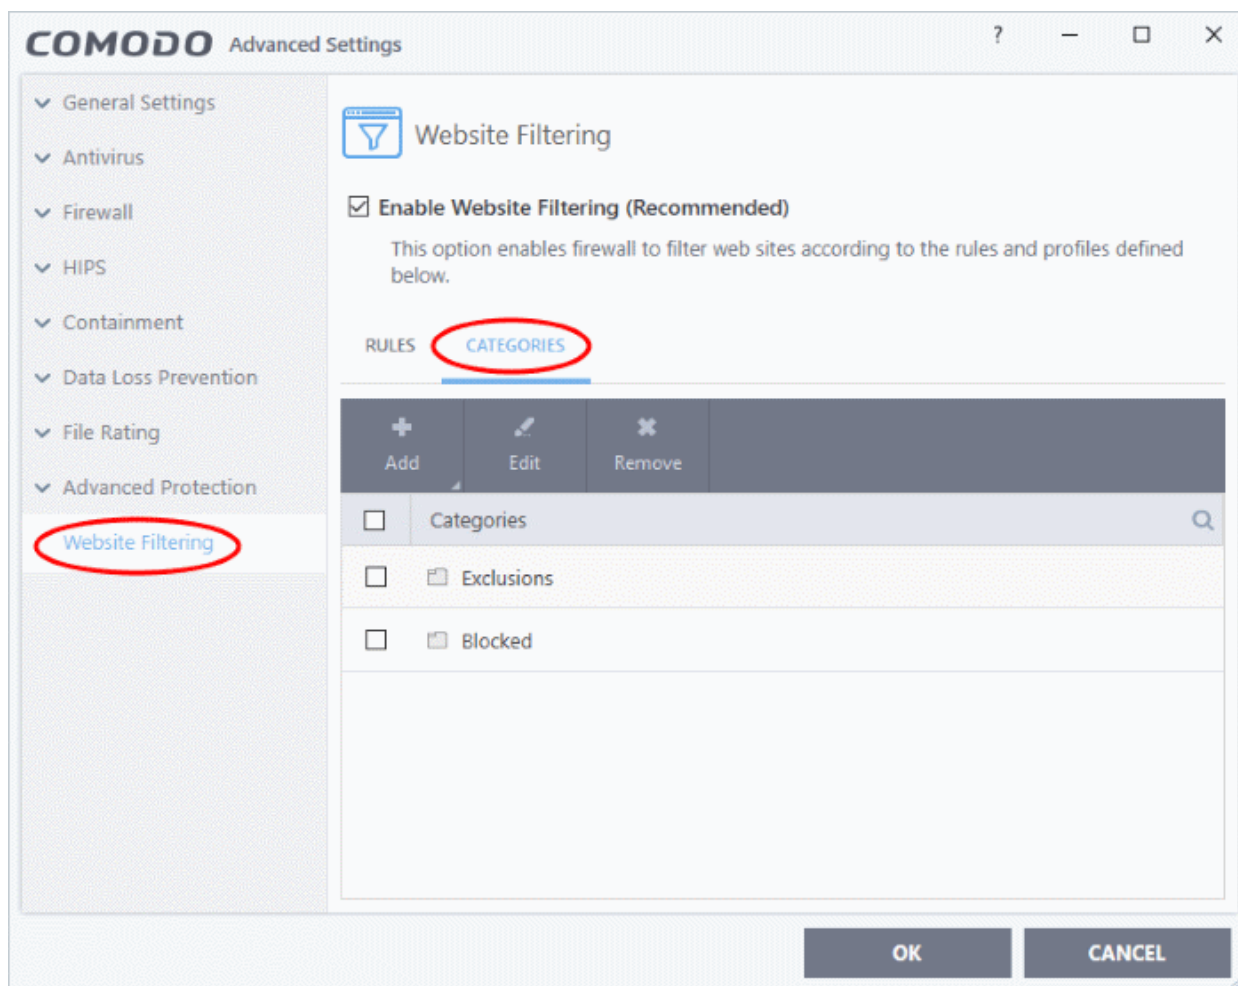 COMODO Advanced Settings ?
General Settings
Antivirus
Firewall
HIPS
Containment
Data Loss Prevention
File Rating
Advanced Protection
Website Filtering
Website Filtering
Enable Website Filtering (Recommended)
This option enables firewall to filter web sites according to the rules and profiles defined
below.
RULES CATEGORIES
Add Edit Remove
Categories
Exclusions
Blocked
OK CANCEL